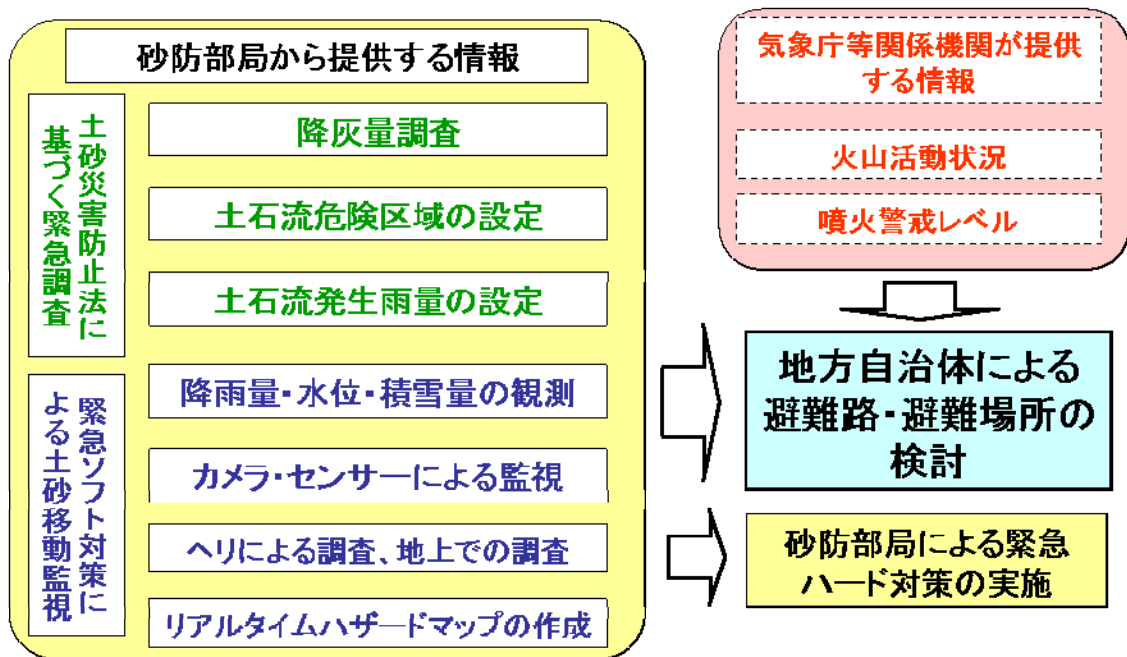 砂防部局から提供する情報
土砂災害防止法に
基づく緊急調査
降灰量調査
土石流危険区域の設定
土石流発生雨量の設定
緊急ソフト対策に
よる土砂移動監視
降雨量・水位・積雪量の観測
カメラ・センサーによる監視
ヘリによる調査、地上での調査
リアルタイムハザードマップの作成
気象庁等関係機関が提供
する情報
火山活動状況
噴火警戒レベル
地方自治体による
避難路・避難場所の
検討
砂防部局による緊急
ハード対策の実施